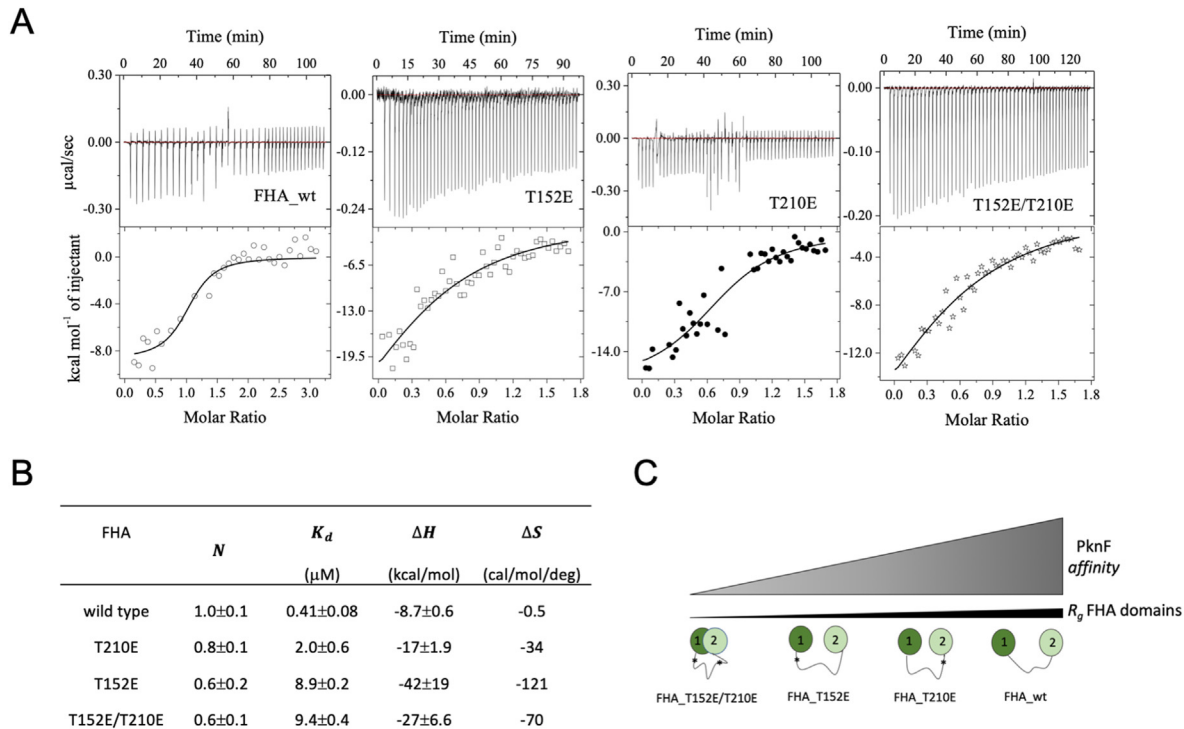 A
Time (min)
Time (min)
Time (min)
Time (min)
0 20 40 60 80 100
0 15 30 45 60 75 90
0 20 40 60 80 100
0 20 40 60 80 100 120
0.30
0.00
-0.30
µcal/sec
FHA_wt
0.00
-0.12
-0.24
T152E
0.30
0.00
-0.30
T210E
0.00
-0.10
-0.20
T152E/T210E
0.0
-4.0
-8.0
kcal mol-1 of injectant
-6.5
-13.0
-19.5
0.0
-7.0
-14.0
-4.0
-8.0
-12.0
0.0 0.5 1.0 1.5 2.0 2.5 3.0
0.0 0.3 0.6 0.9 1.2 1.5 1.8
0.0 0.3 0.6 0.9 1.2 1.5 1.8
0.0 0.3 0.6 0.9 1.2 1.5 1.8
Molar Ratio
Molar Ratio
Molar Ratio
Molar Ratio
B
FHA N Kd ΔH ΔS
(µM) (kcal/mol) (cal/mol/deg)
wild type 1.0±0.1 0.41±0.08 -8.7±0.6 -0.5
T210E 0.8±0.1 2.0±0.6 -17±1.9 -34
T152E 0.6±0.2 8.9±0.2 -42±19 -121
T152E/T210E 0.6±0.1 9.4±0.4 -27±6.6 -70
C
PknF
affinity
Rg FHA domains
1 2
1 2
1 2
1 2
FHA_T152E/T210E
FHA_T152E
FHA_T210E
FHA_wt